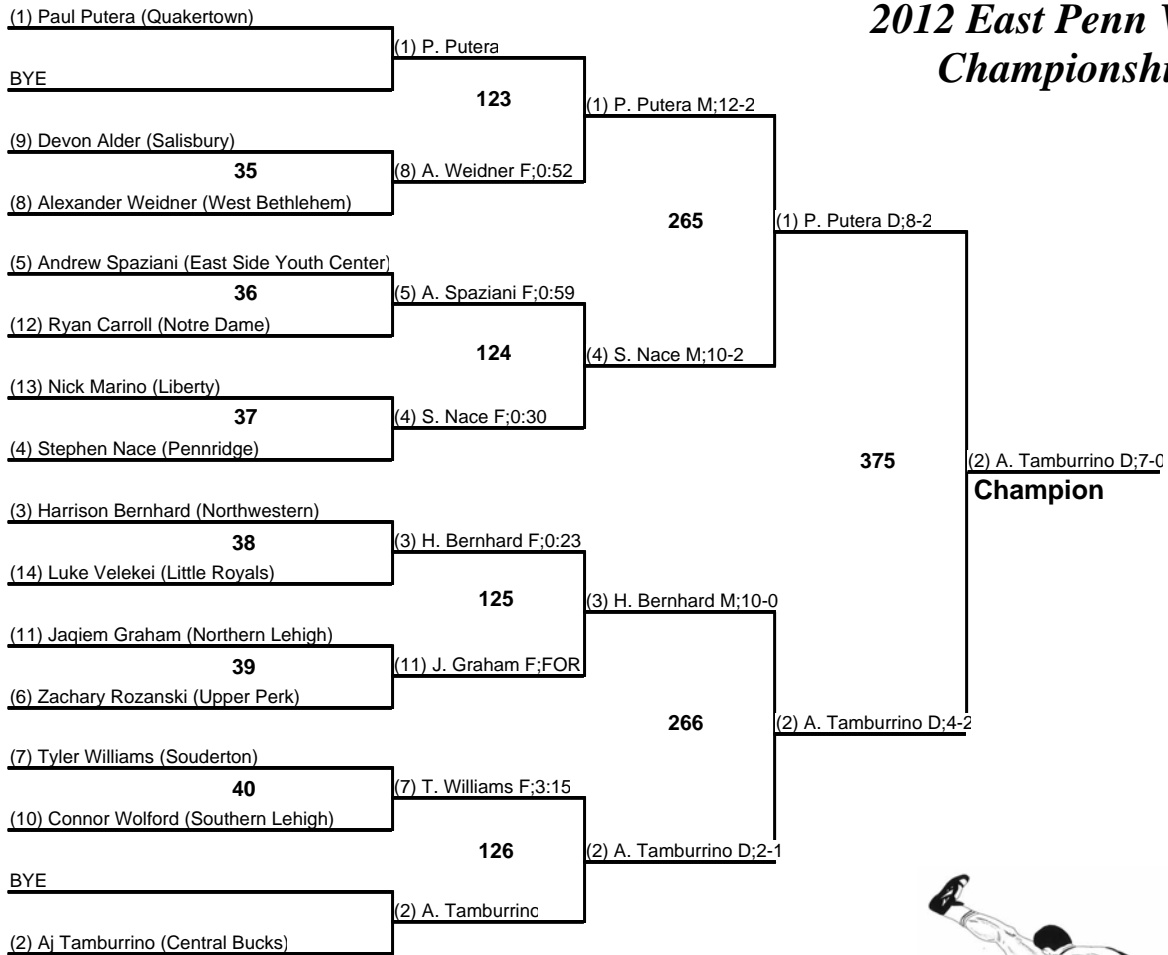 2012 East Penn V
Championshi
(1) Paul Putera (Quakertown)
(1) P. Putera
BYE
123
(1) P. Putera M;12-2
(9) Devon Alder (Salisbury)
35
(8) A. Weidner F;0:52
(8) Alexander Weidner (West Bethlehem)
265
(1) P. Putera D;8-2
(5) Andrew Spaziani (East Side Youth Center)
36
(5) A. Spaziani F;0:59
(12) Ryan Carroll (Notre Dame)
124
(4) S. Nace M;10-2
(13) Nick Marino (Liberty)
37
(4) S. Nace F;0:30
(4) Stephen Nace (Pennridge)
375
(2) A. Tamburrino D;7-0
Champion
(3) Harrison Bernhard (Northwestern)
38
(3) H. Bernhard F;0:23
(14) Luke Velekei (Little Royals)
125
(3) H. Bernhard M;10-0
(11) Jaqiem Graham (Northern Lehigh)
39
(11) J. Graham F;FOR
(6) Zachary Rozanski (Upper Perk)
266
(2) A. Tamburrino D;4-2
(7) Tyler Williams (Souderton)
40
(7) T. Williams F;3:15
(10) Connor Wolford (Southern Lehigh)
126
(2) A. Tamburrino D;2-1
BYE
(2) A. Tamburrino
(2) Aj Tamburrino (Central Bucks)